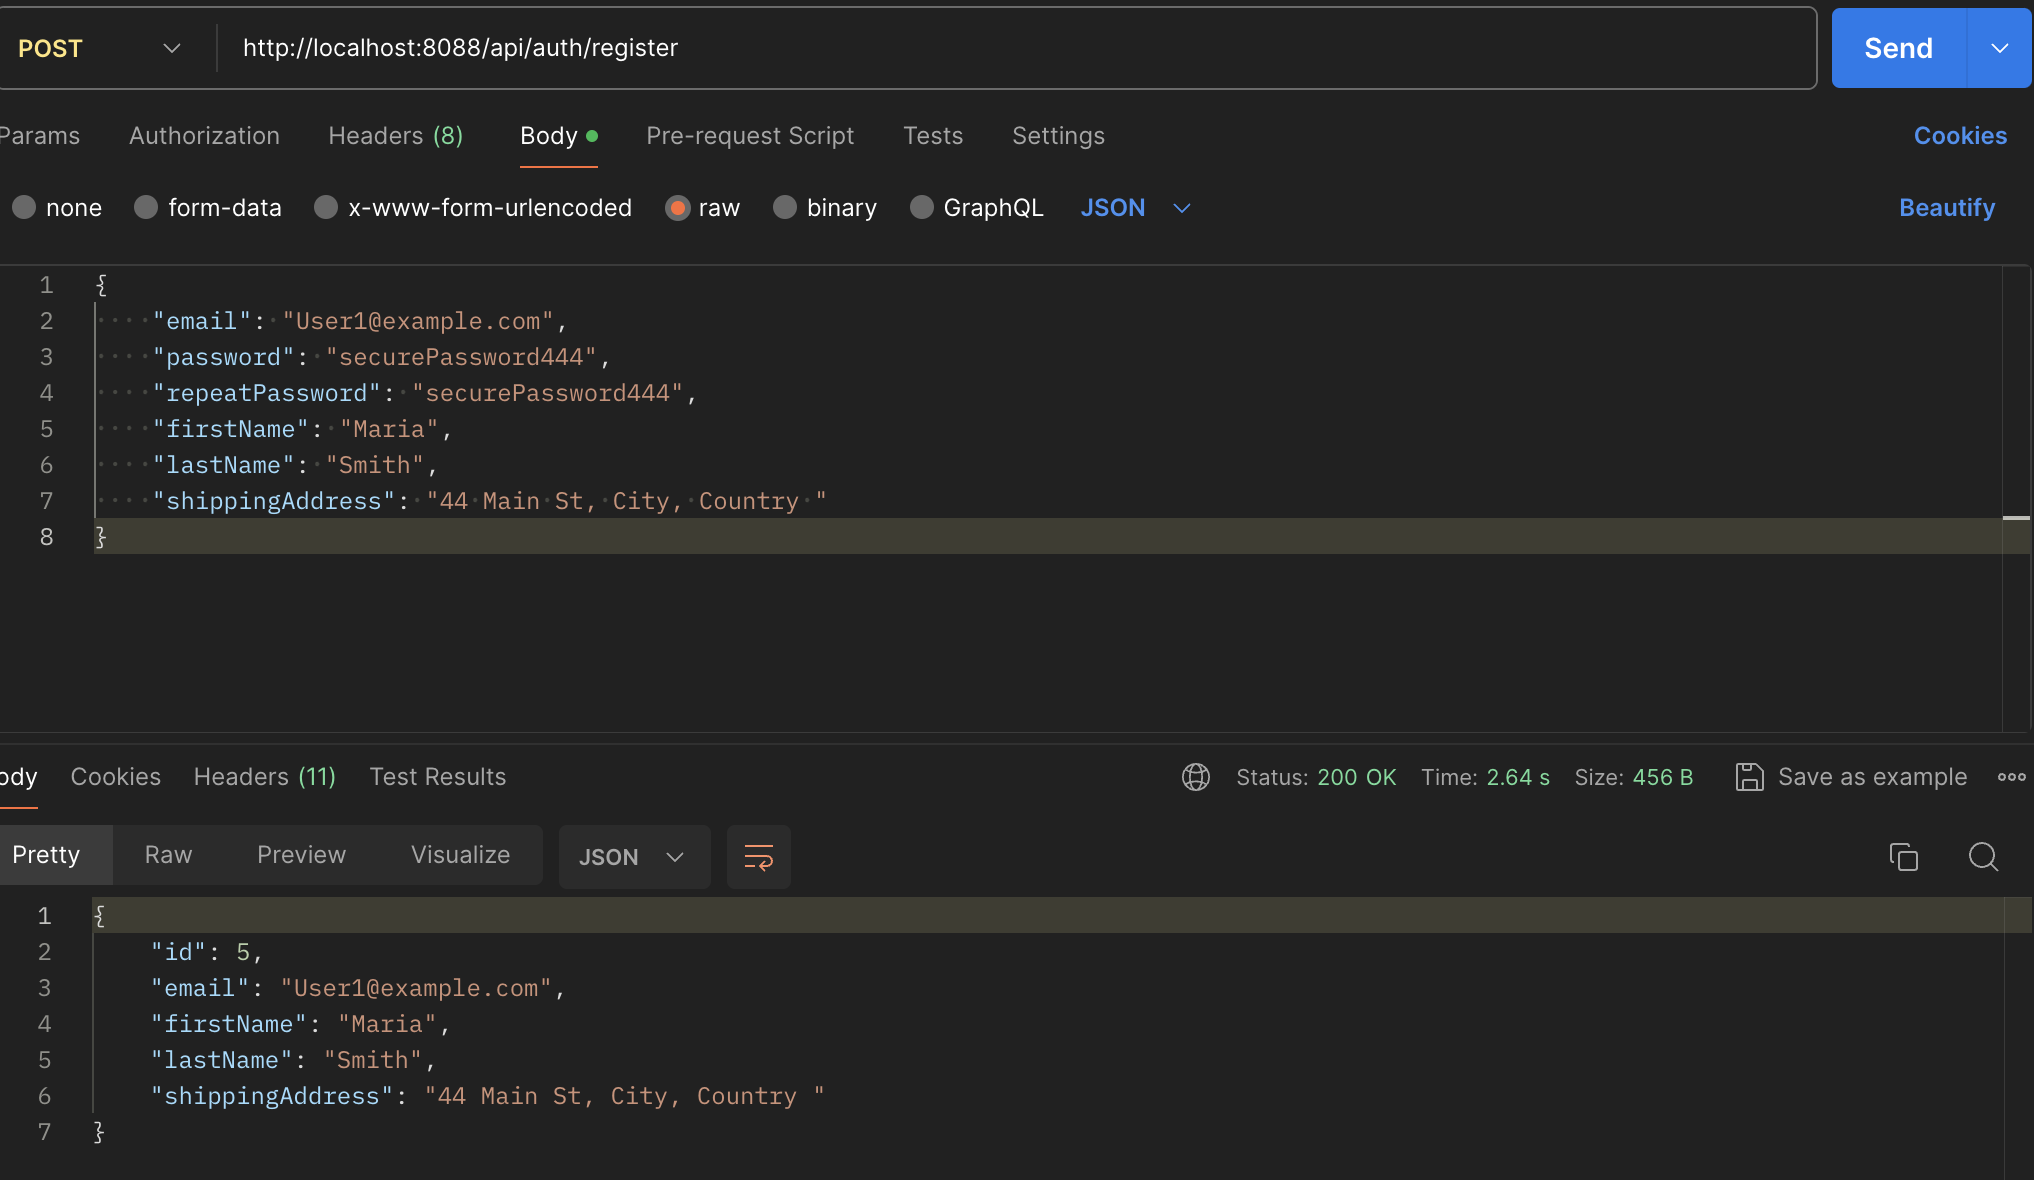 POST http://localhost:8088/api/auth/register Send
Params Authorization Headers (8) Body Pre-request Script Tests Settings Cookies
none form-data x-www-form-urlencoded raw binary GraphQL JSON Beautify
1 {
2 "email": "User1@example.com",
3 "password": "securePassword444",
4 "repeatPassword": "securePassword444",
5 "firstName": "Maria",
6 "lastName": "Smith",
7 "shippingAddress": "44 Main St, City, Country "
8 }
ody Cookies Headers (11) Test Results Status: 200 OK Time: 2.64 s Size: 456 B Save as example
Pretty Raw Preview Visualize JSON
1 {
2 "id": 5,
3 "email": "User1@example.com",
4 "firstName": "Maria",
5 "lastName": "Smith",
6 "shippingAddress": "44 Main St, City, Country "
7 }